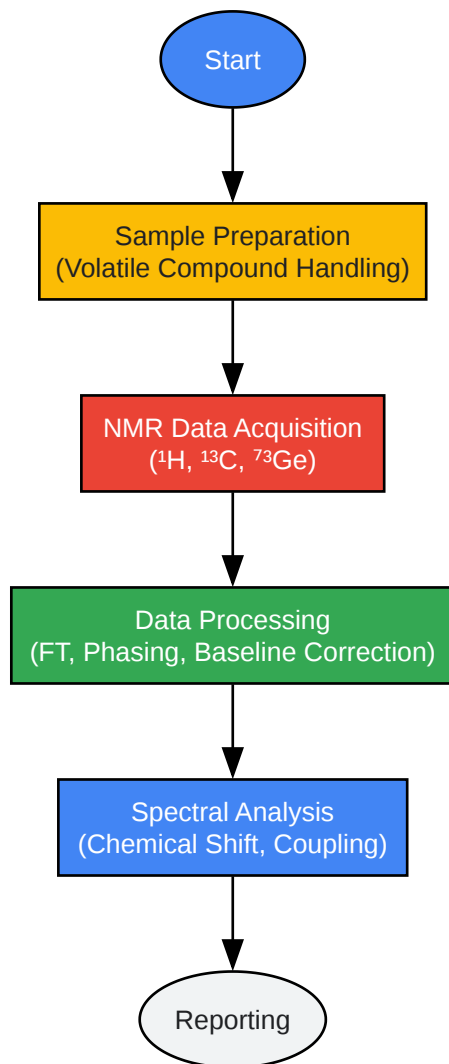 Start
Sample Preparation
(Volatile Compound Handling)
NMR Data Acquisition
(¹H, ¹³C, ⁷³Ge)
Data Processing
(FT, Phasing, Baseline Correction)
Spectral Analysis
(Chemical Shift, Coupling)
Reporting